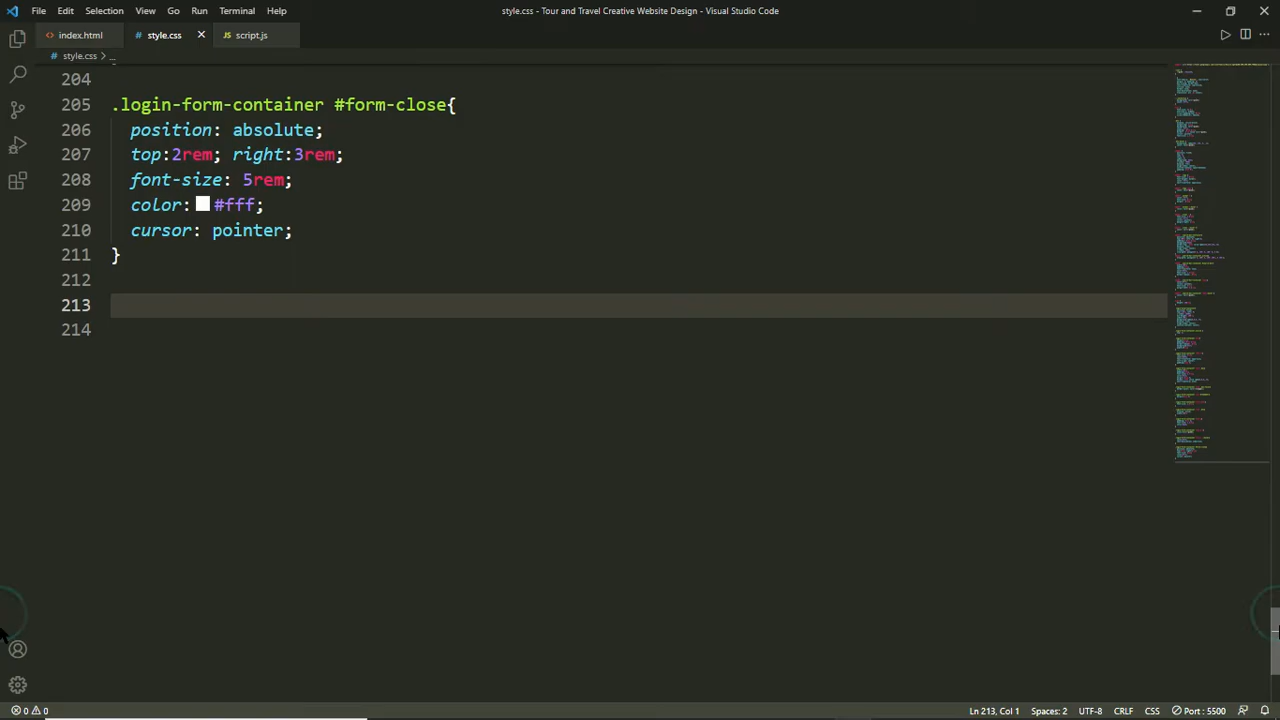 File Edit Selection View Go Run Terminal Help style.css - Tour and Travel Creative Website Design - Visual Studio Code
index.html # style.css JS script.js
# style.css > ...
204
205 .login-form-container #form-close{
206 position: absolute;
207 top:2rem; right:3rem;
208 font-size: 5rem;
209 color: #fff;
210 cursor: pointer;
211 }
212
213
214
0 0 Ln 213, Col 1 Spaces: 2 UTF-8 CRLF CSS Port : 5500